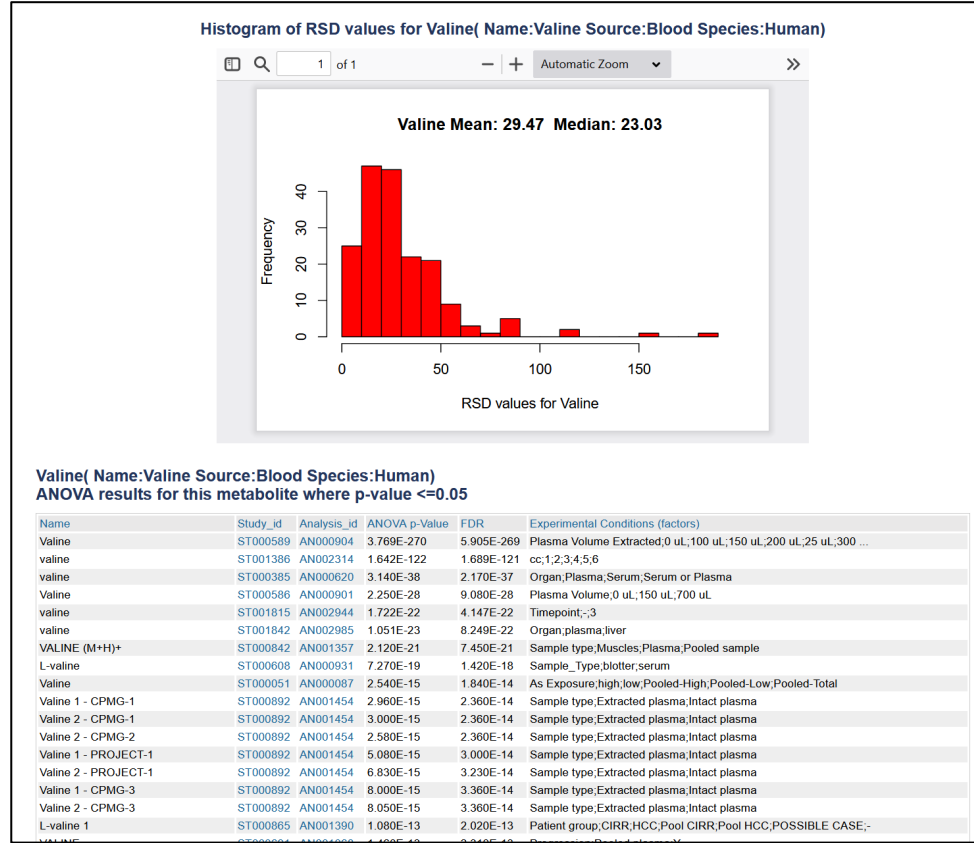 Histogram of RSD values for Valine( Name:Valine Source:Blood Species:Human)
1 of 1 Automatic Zoom
Valine Mean: 29.47 Median: 23.03
Frequency
40
30
20
10
0
0 50 100 150
RSD values for Valine
Valine( Name:Valine Source:Blood Species:Human)
ANOVA results for this metabolite where p-value <=0.05
Name Study_id Analysis_id ANOVA p-Value FDR Experimental Conditions (factors)
Valine ST000589 AN000904 3.769E-270 5.905E-269 Plasma Volume Extracted;0 uL;100 uL;150 uL;200 uL;25 uL;300 ...
valine ST001386 AN002314 1.642E-122 1.689E-121 cc;1;2;3;4;5;6
valine ST000385 AN000620 3.140E-38 2.170E-37 Organ;Plasma;Serum;Serum or Plasma
Valine ST000586 AN000901 2.250E-28 9.080E-28 Plasma Volume;0 uL;150 uL;700 uL
valine ST001815 AN002944 1.722E-22 4.147E-22 Timepoint;-;3
valine ST001842 AN002985 1.051E-23 8.249E-22 Organ;plasma;liver
VALINE (M+H)+ ST000842 AN001357 2.120E-21 7.450E-21 Sample type;Muscles;Plasma;Pooled sample
L-valine ST000608 AN000931 7.270E-19 1.420E-18 Sample_Type;blotter;serum
Valine ST000051 AN000087 2.540E-15 1.840E-14 As Exposure;high;low;Pooled-High;Pooled-Low;Pooled-Total
Valine 1 - CPMG-1 ST000892 AN001454 2.960E-15 2.360E-14 Sample type;Extracted plasma;Intact plasma
Valine 2 - CPMG-1 ST000892 AN001454 3.000E-15 2.360E-14 Sample type;Extracted plasma;Intact plasma
Valine 2 - CPMG-2 ST000892 AN001454 2.580E-15 2.360E-14 Sample type;Extracted plasma;Intact plasma
Valine 1 - PROJECT-1 ST000892 AN001454 5.080E-15 3.000E-14 Sample type;Extracted plasma;Intact plasma
Valine 2 - PROJECT-1 ST000892 AN001454 6.830E-15 3.230E-14 Sample type;Extracted plasma;Intact plasma
Valine 1 - CPMG-3 ST000892 AN001454 8.000E-15 3.360E-14 Sample type;Extracted plasma;Intact plasma
Valine 2 - CPMG-3 ST000892 AN001454 8.050E-15 3.360E-14 Sample type;Extracted plasma;Intact plasma
L-valine 1 ST000865 AN001390 1.080E-13 2.020E-13 Patient group;CIRR;HCC;Pool CIRR;Pool HCC;POSSIBLE CASE;-